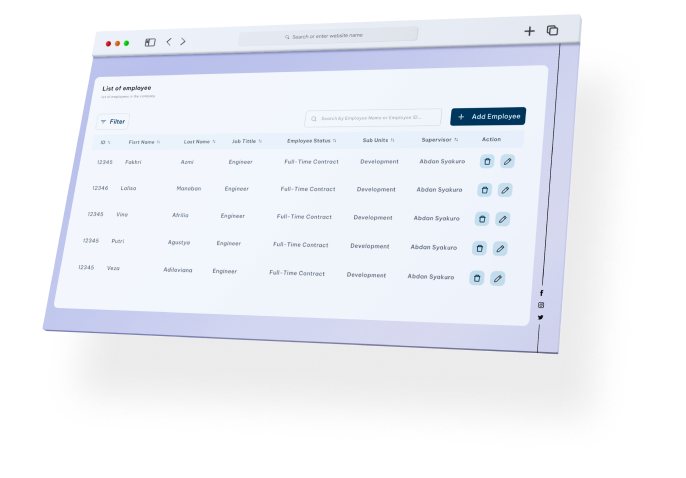 Search or enter website name
List of employee
list of employees in the company
Filter
Search by Employee Name or Employee ID...
+ Add Employee
ID First Name Last Name Job Tittle Employee Status Sub Units Supervisor Action
12345 Fakhri Azmi Engineer Full-Time Contract Development Abdan Syakuro
12346 Lalisa Manoban Engineer Full-Time Contract Development Abdan Syakuro
12345 Vina Afrilia Engineer Full-Time Contract Development Abdan Syakuro
12345 Putri Agustya Engineer Full-Time Contract Development Abdan Syakuro
12345 Veza Adiloviana Engineer Full-Time Contract Development Abdan Syakuro